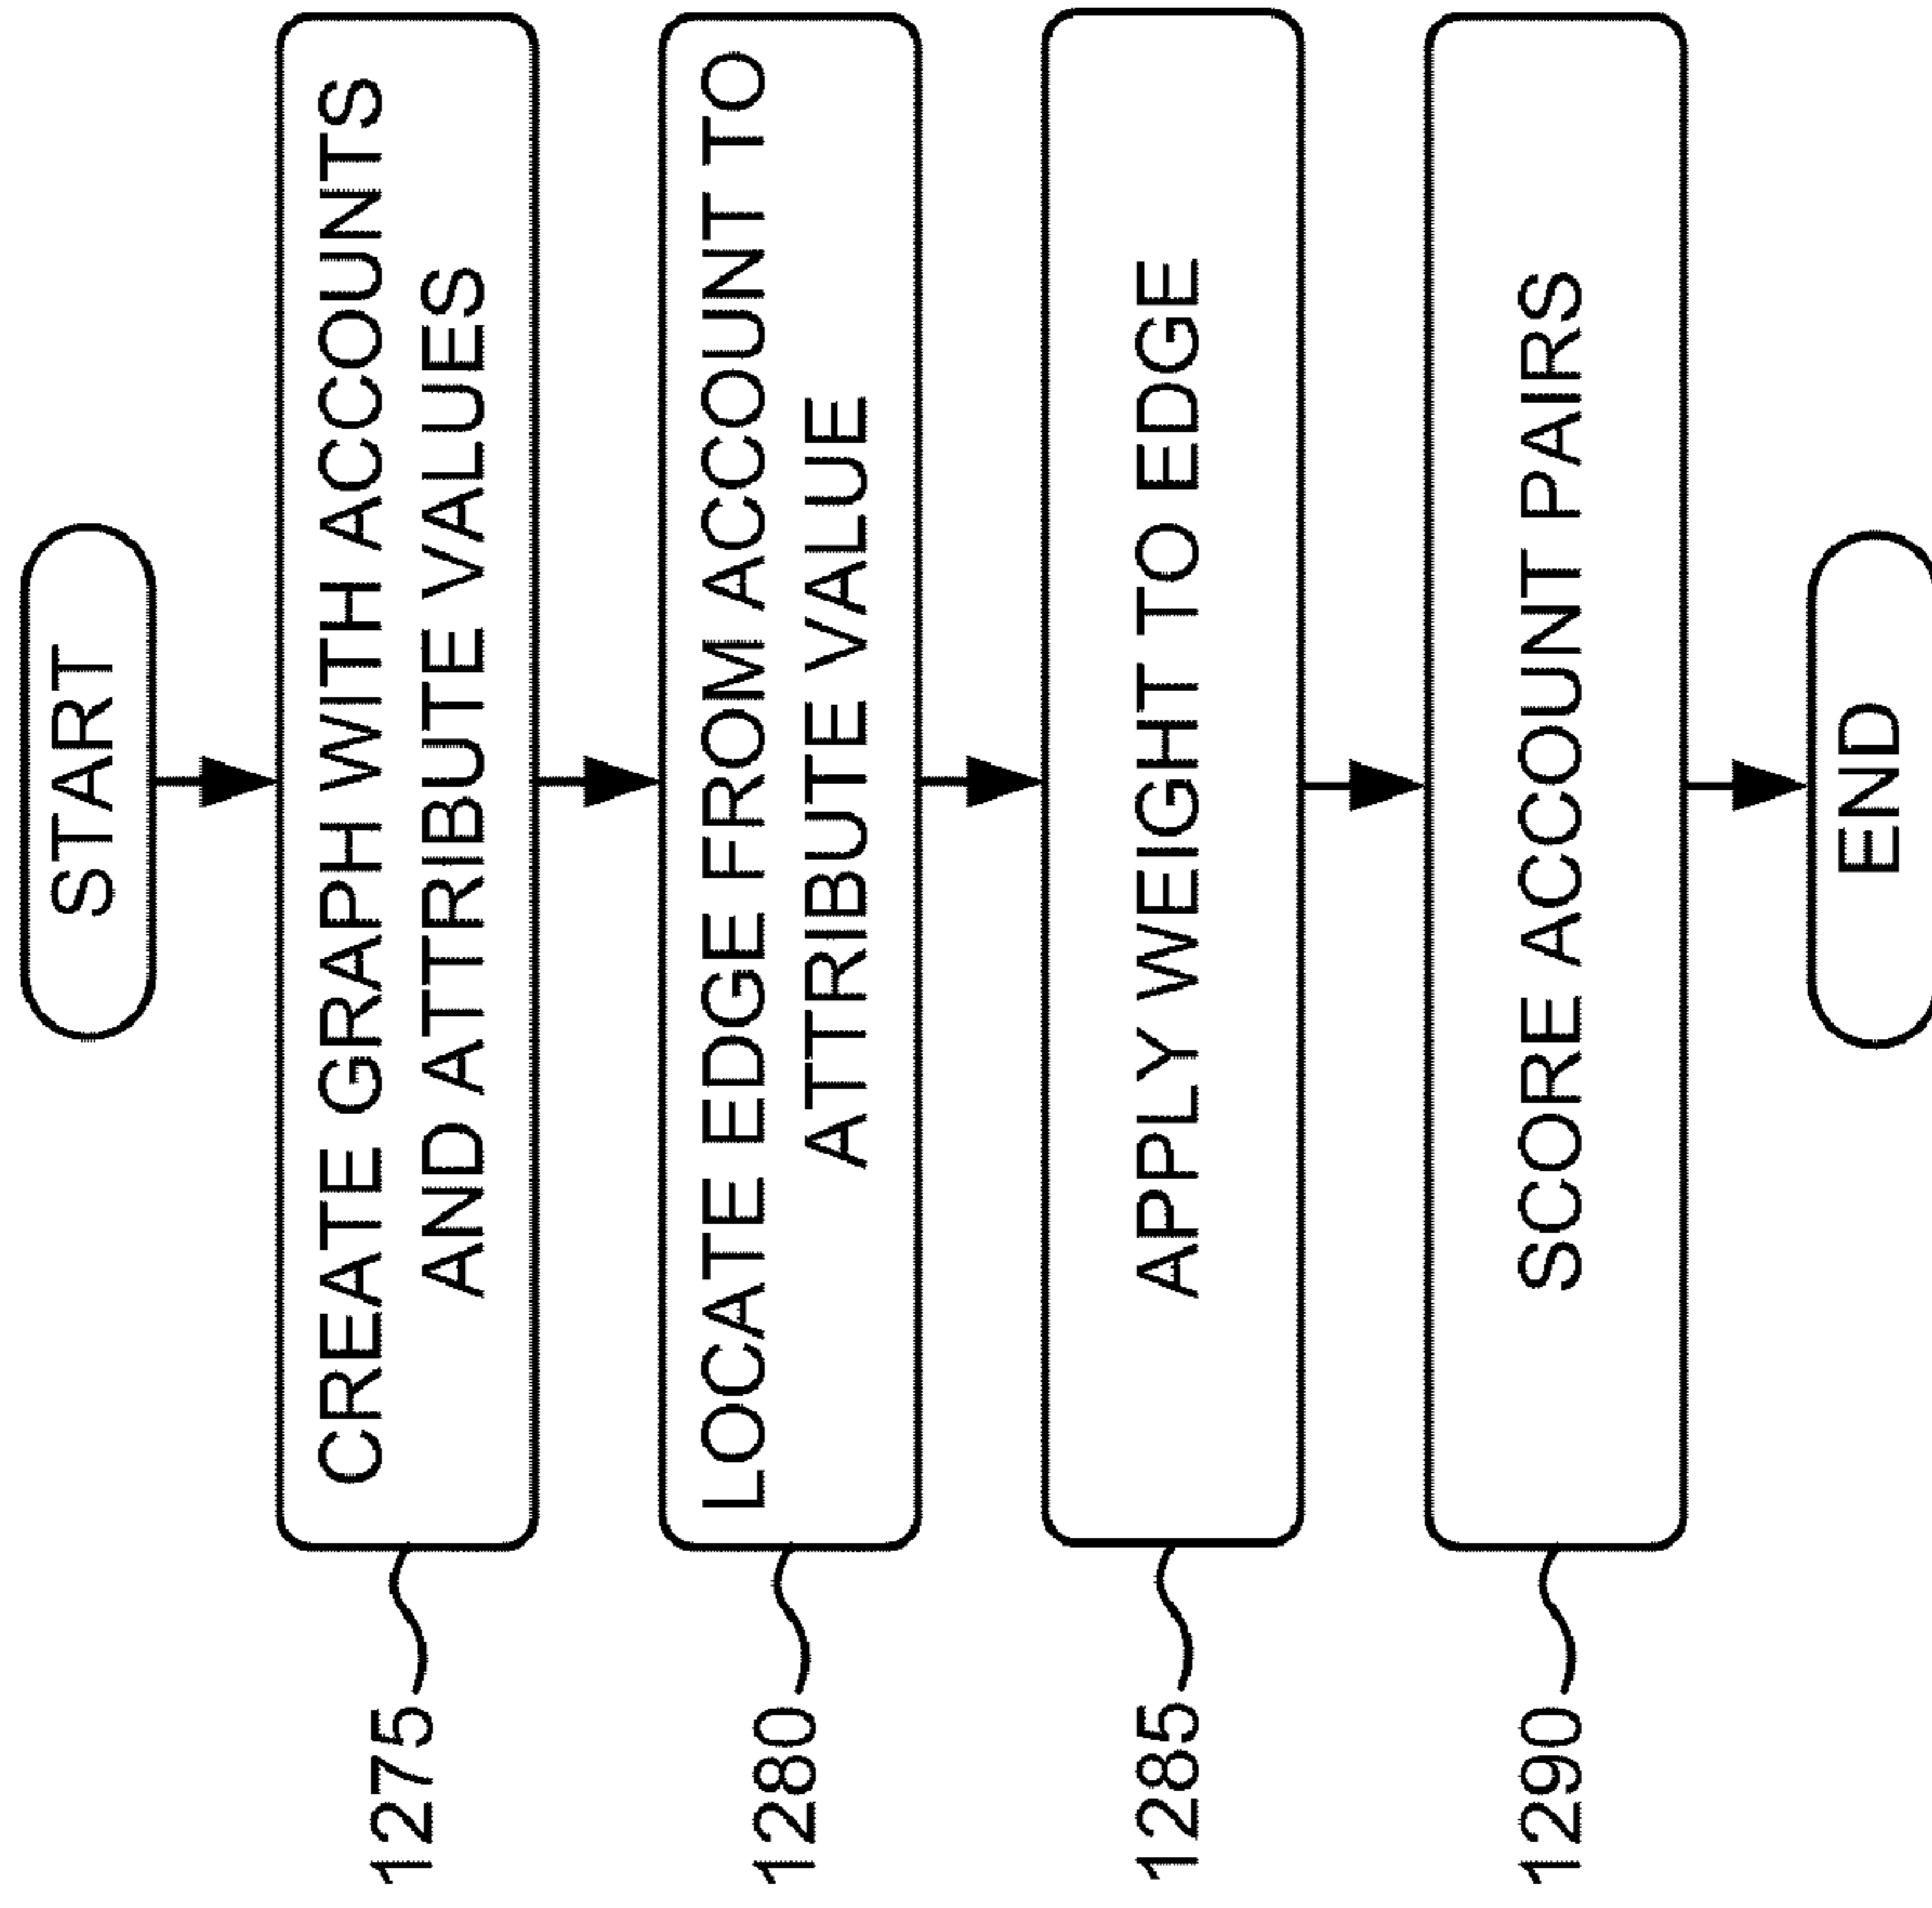 START
CREATE GRAPH WITH ACCOUNTS
AND ATTRIBUTE VALUES
1275
LOCATE EDGE FROM ACCOUNT TO
ATTRIBUTE VALUE
1280
APPLY WEIGHT TO EDGE
1285
SCORE ACCOUNT PAIRS
1290
END